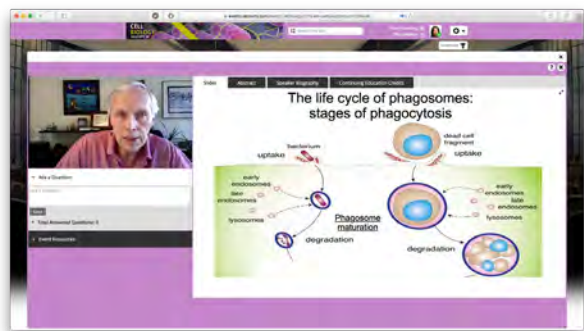 CELL
BIOLOGY
Slides
Abstract
Speaker Biography
Continuing Education Credits
The life cycle of phagosomes:
stages of phagocytosis
bacterium
uptake
dead cell
fragment
uptake
early
endosomes
late
endosomes
lysosomes
Phagosome
maturation
degradation
early
endosomes
late
endosomes
lysosomes
degradation
Ask a Question:
Event Resources